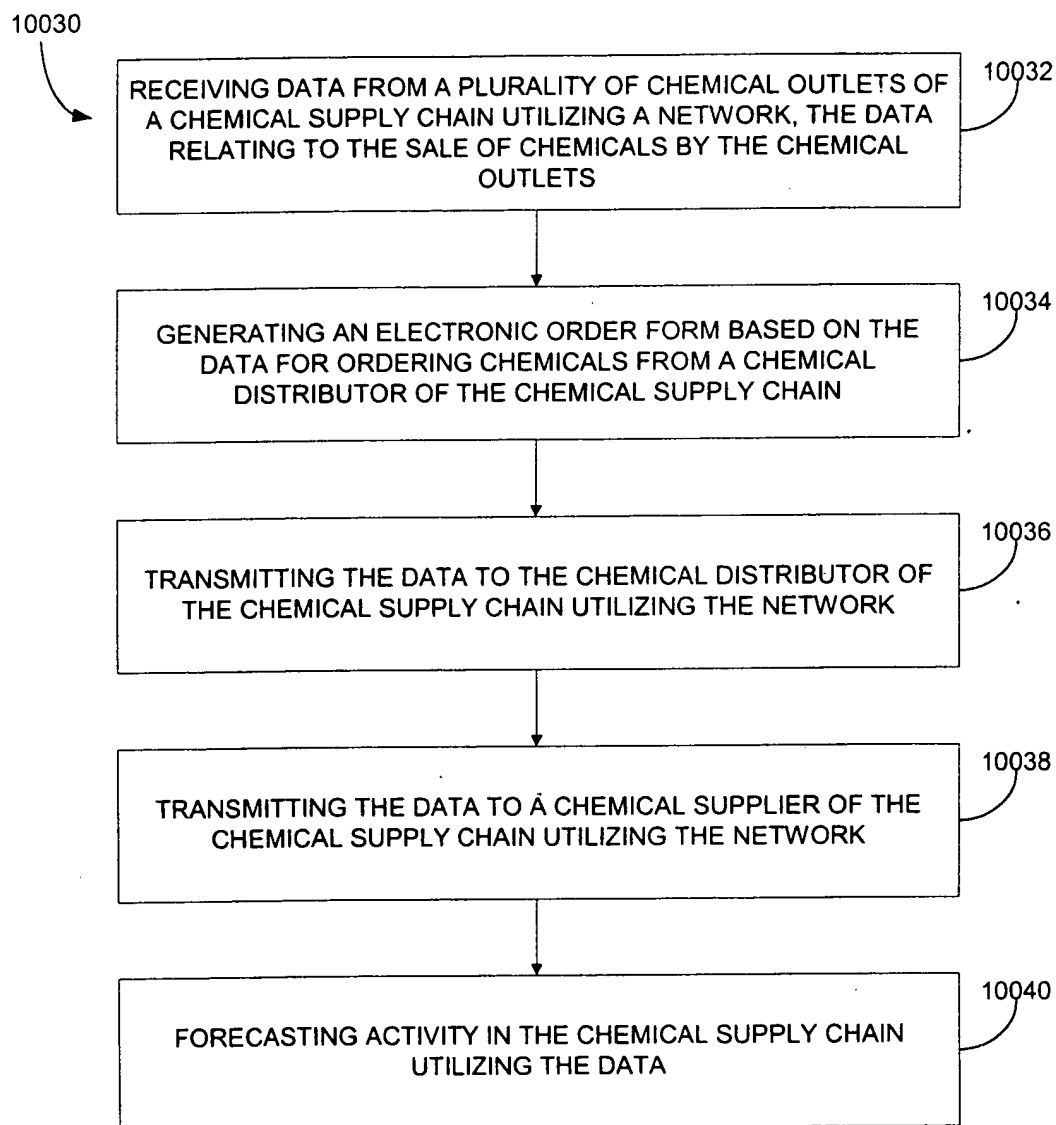 10030
RECEIVING DATA FROM A PLURALITY OF CHEMICAL OUTLETS OF
A CHEMICAL SUPPLY CHAIN UTILIZING A NETWORK, THE DATA
RELATING TO THE SALE OF CHEMICALS BY THE CHEMICAL
OUTLETS
10032
GENERATING AN ELECTRONIC ORDER FORM BASED ON THE
DATA FOR ORDERING CHEMICALS FROM A CHEMICAL
DISTRIBUTOR OF THE CHEMICAL SUPPLY CHAIN
10034
TRANSMITTING THE DATA TO THE CHEMICAL DISTRIBUTOR OF
THE CHEMICAL SUPPLY CHAIN UTILIZING THE NETWORK
10036
TRANSMITTING THE DATA TO A CHEMICAL SUPPLIER OF THE
CHEMICAL SUPPLY CHAIN UTILIZING THE NETWORK
10038
FORECASTING ACTIVITY IN THE CHEMICAL SUPPLY CHAIN
UTILIZING THE DATA
10040